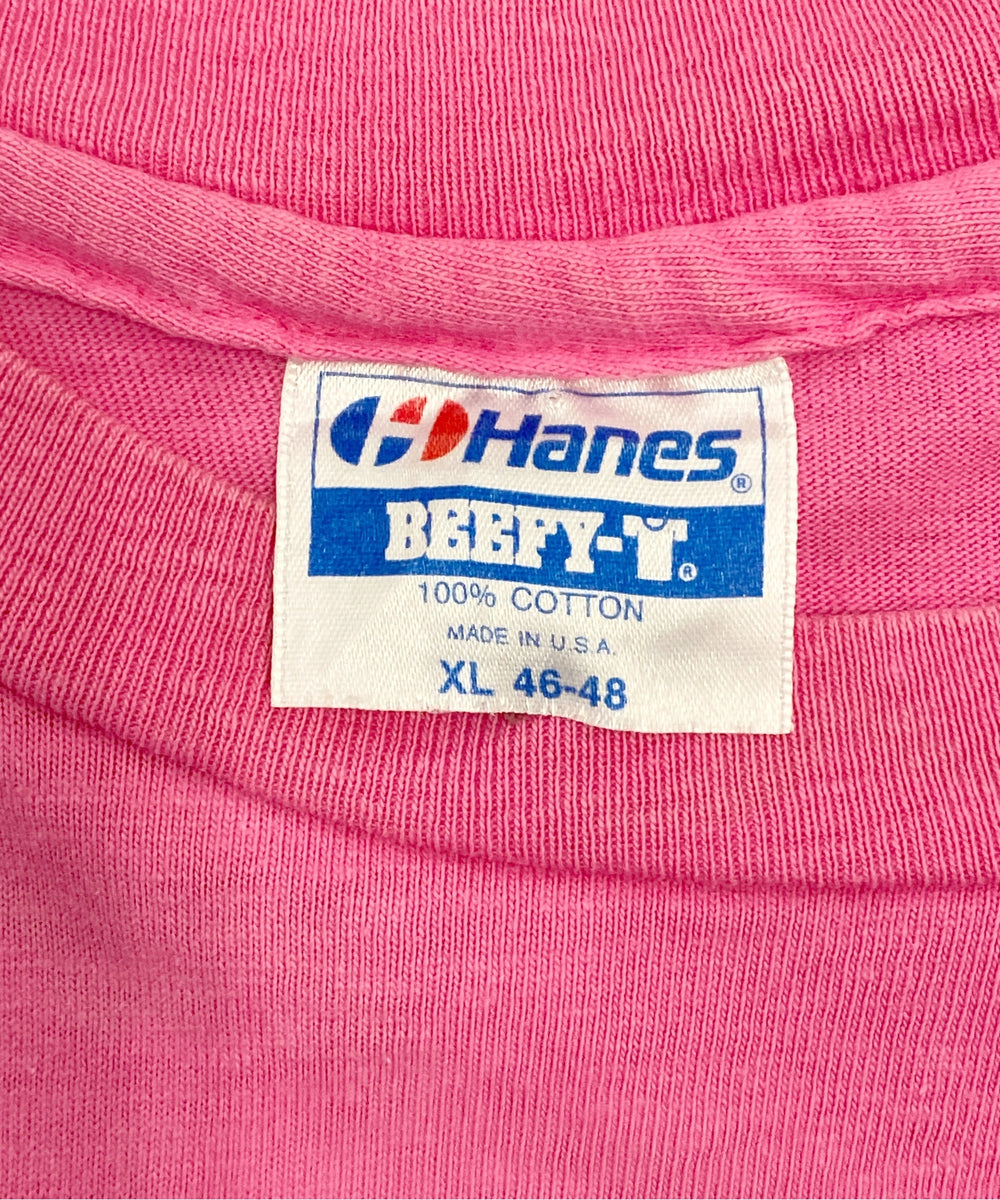 Hanes®
BEEFY-T®
100% COTTON
MADE IN U.S.A.
XL 46-48